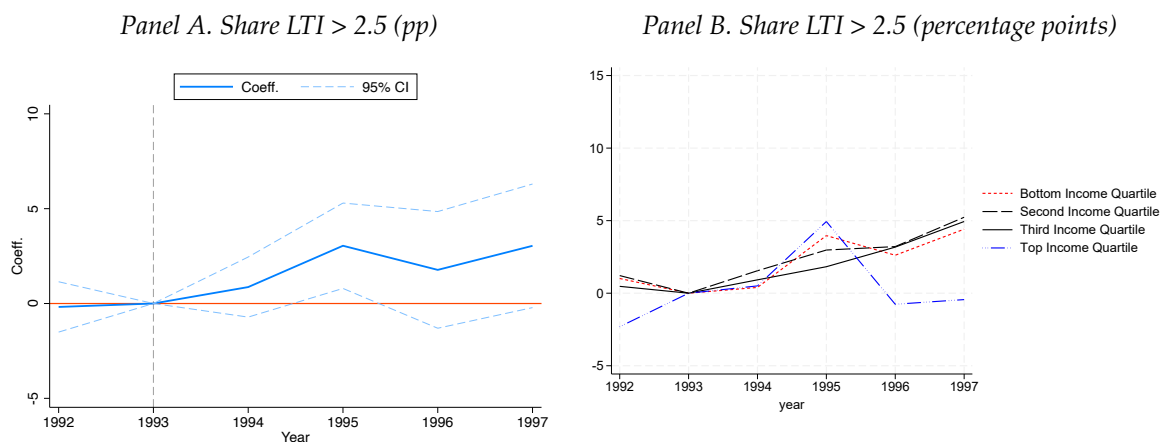 Panel A. Share LTI > 2.5 (pp)
Coeff.
95% CI
Coeff.
10
5
0
-5
1992
1993
1994
1995
1996
1997
Year
Panel B. Share LTI > 2.5 (percentage points)
15
10
5
0
-5
1992
1993
1994
1995
1996
1997
year
Bottom Income Quartile
Second Income Quartile
Third Income Quartile
Top Income Quartile